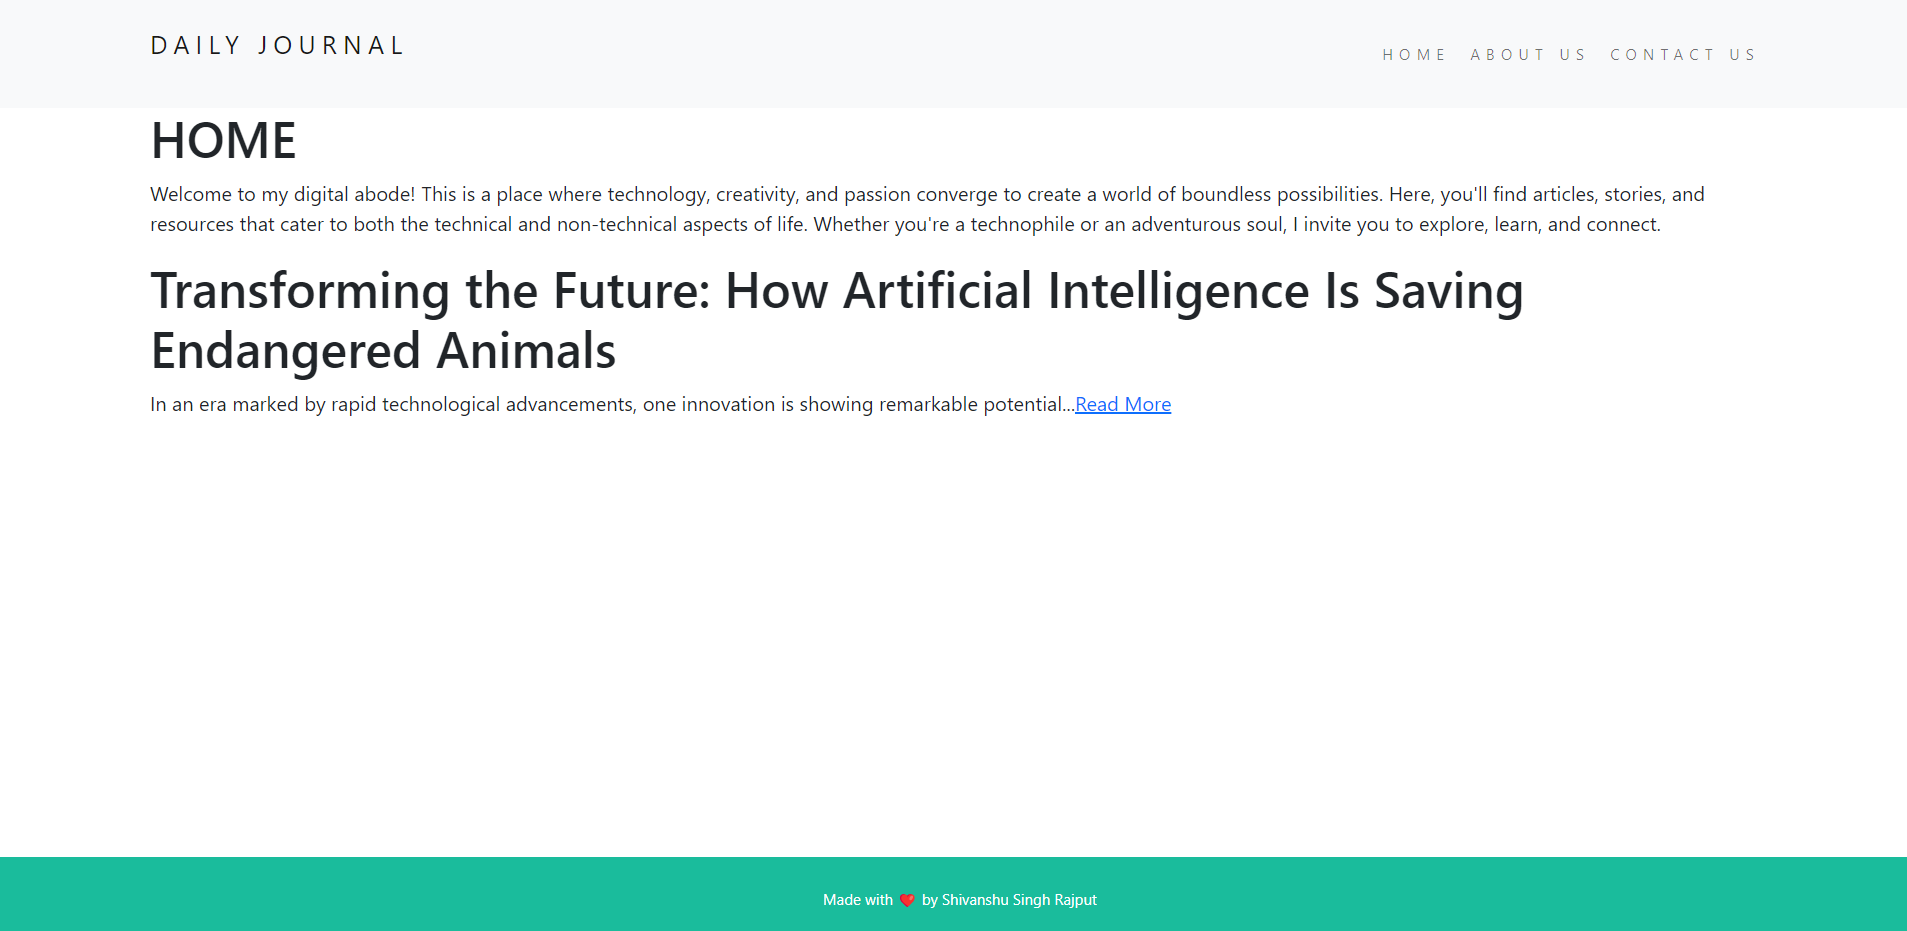 DAILY JOURNAL
HOME ABOUT US CONTACT US
HOME
Welcome to my digital abode! This is a place where technology, creativity, and passion converge to create a world of boundless possibilities. Here, you'll find articles, stories, and
resources that cater to both the technical and non-technical aspects of life. Whether you're a technophile or an adventurous soul, I invite you to explore, learn, and connect.
Transforming the Future: How Artificial Intelligence Is Saving
Endangered Animals
In an era marked by rapid technological advancements, one innovation is showing remarkable potential...Read More
Made with ❤️ by Shivanshu Singh Rajput